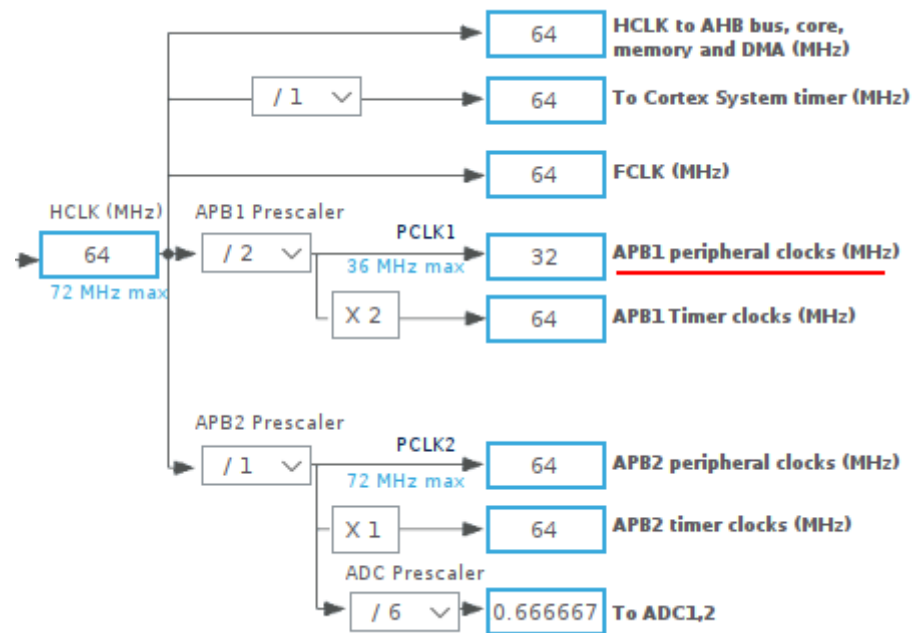 64
HCLK to AHB bus, core,
memory and DMA (MHz)
/ 1
64
To Cortex System timer (MHz)
64
FCLK (MHz)
HCLK (MHz)
64
72 MHz max
APB1 Prescaler
/ 2
PCLK1
36 MHz max
32
APB1 peripheral clocks (MHz)
X 2
64
APB1 Timer clocks (MHz)
APB2 Prescaler
/ 1
PCLK2
72 MHz max
64
APB2 peripheral clocks (MHz)
X 1
64
APB2 timer clocks (MHz)
ADC Prescaler
/ 6
0.666667
To ADC1,2